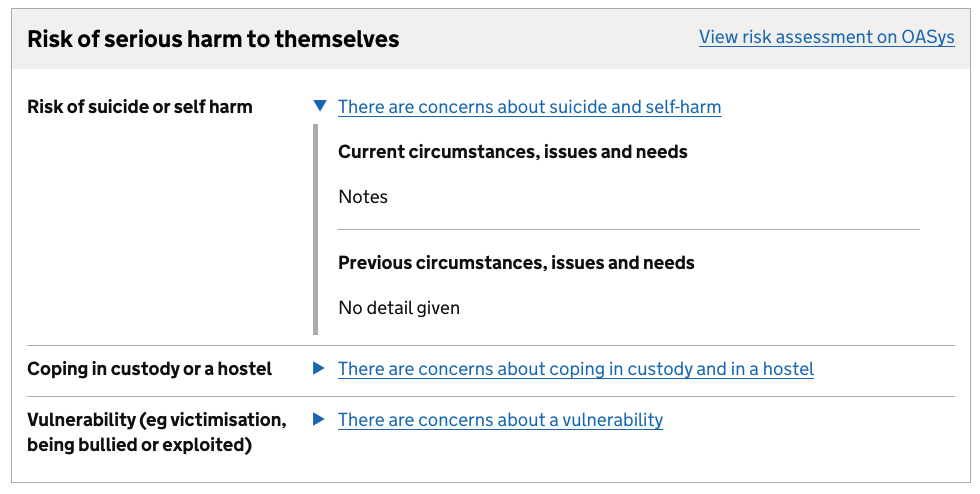 Risk of serious harm to themselves
View risk assessment on OASys
Risk of suicide or self harm
There are concerns about suicide and self-harm
Current circumstances, issues and needs
Notes
Previous circumstances, issues and needs
No detail given
Coping in custody or a hostel
There are concerns about coping in custody and in a hostel
Vulnerability (eg victimisation,
being bullied or exploited)
There are concerns about a vulnerability